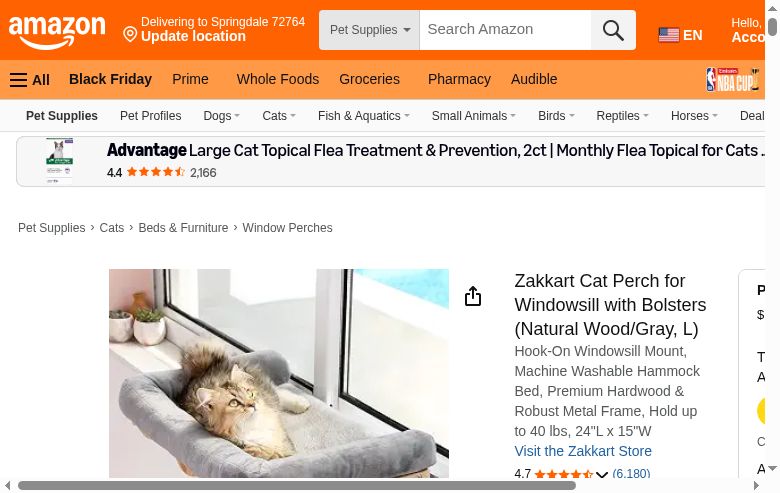 amazon
Delivering to Springdale 72764
Update location
Pet Supplies
Search Amazon
EN
Hello,
Acco
All
Black Friday
Prime
Whole Foods
Groceries
Pharmacy
Audible
Emirates
NBA CUP
Pet Supplies
Pet Profiles
Dogs
Cats
Fish & Aquatics
Small Animals
Birds
Reptiles
Horses
Deal
Advantage Large Cat Topical Flea Treatment & Prevention, 2ct | Monthly Flea Topical for Cats ..
4.4
2,166
Pet Supplies › Cats › Beds & Furniture › Window Perches
Zakkart Cat Perch for
Windowsill with Bolsters
(Natural Wood/Gray, L)
Hook-On Windowsill Mount,
Machine Washable Hammock
Bed, Premium Hardwood &
Robust Metal Frame, Hold up
to 40 lbs, 24"L x 15"W
Visit the Zakkart Store
4.7
(6,180)
P
$
T
A
C
A